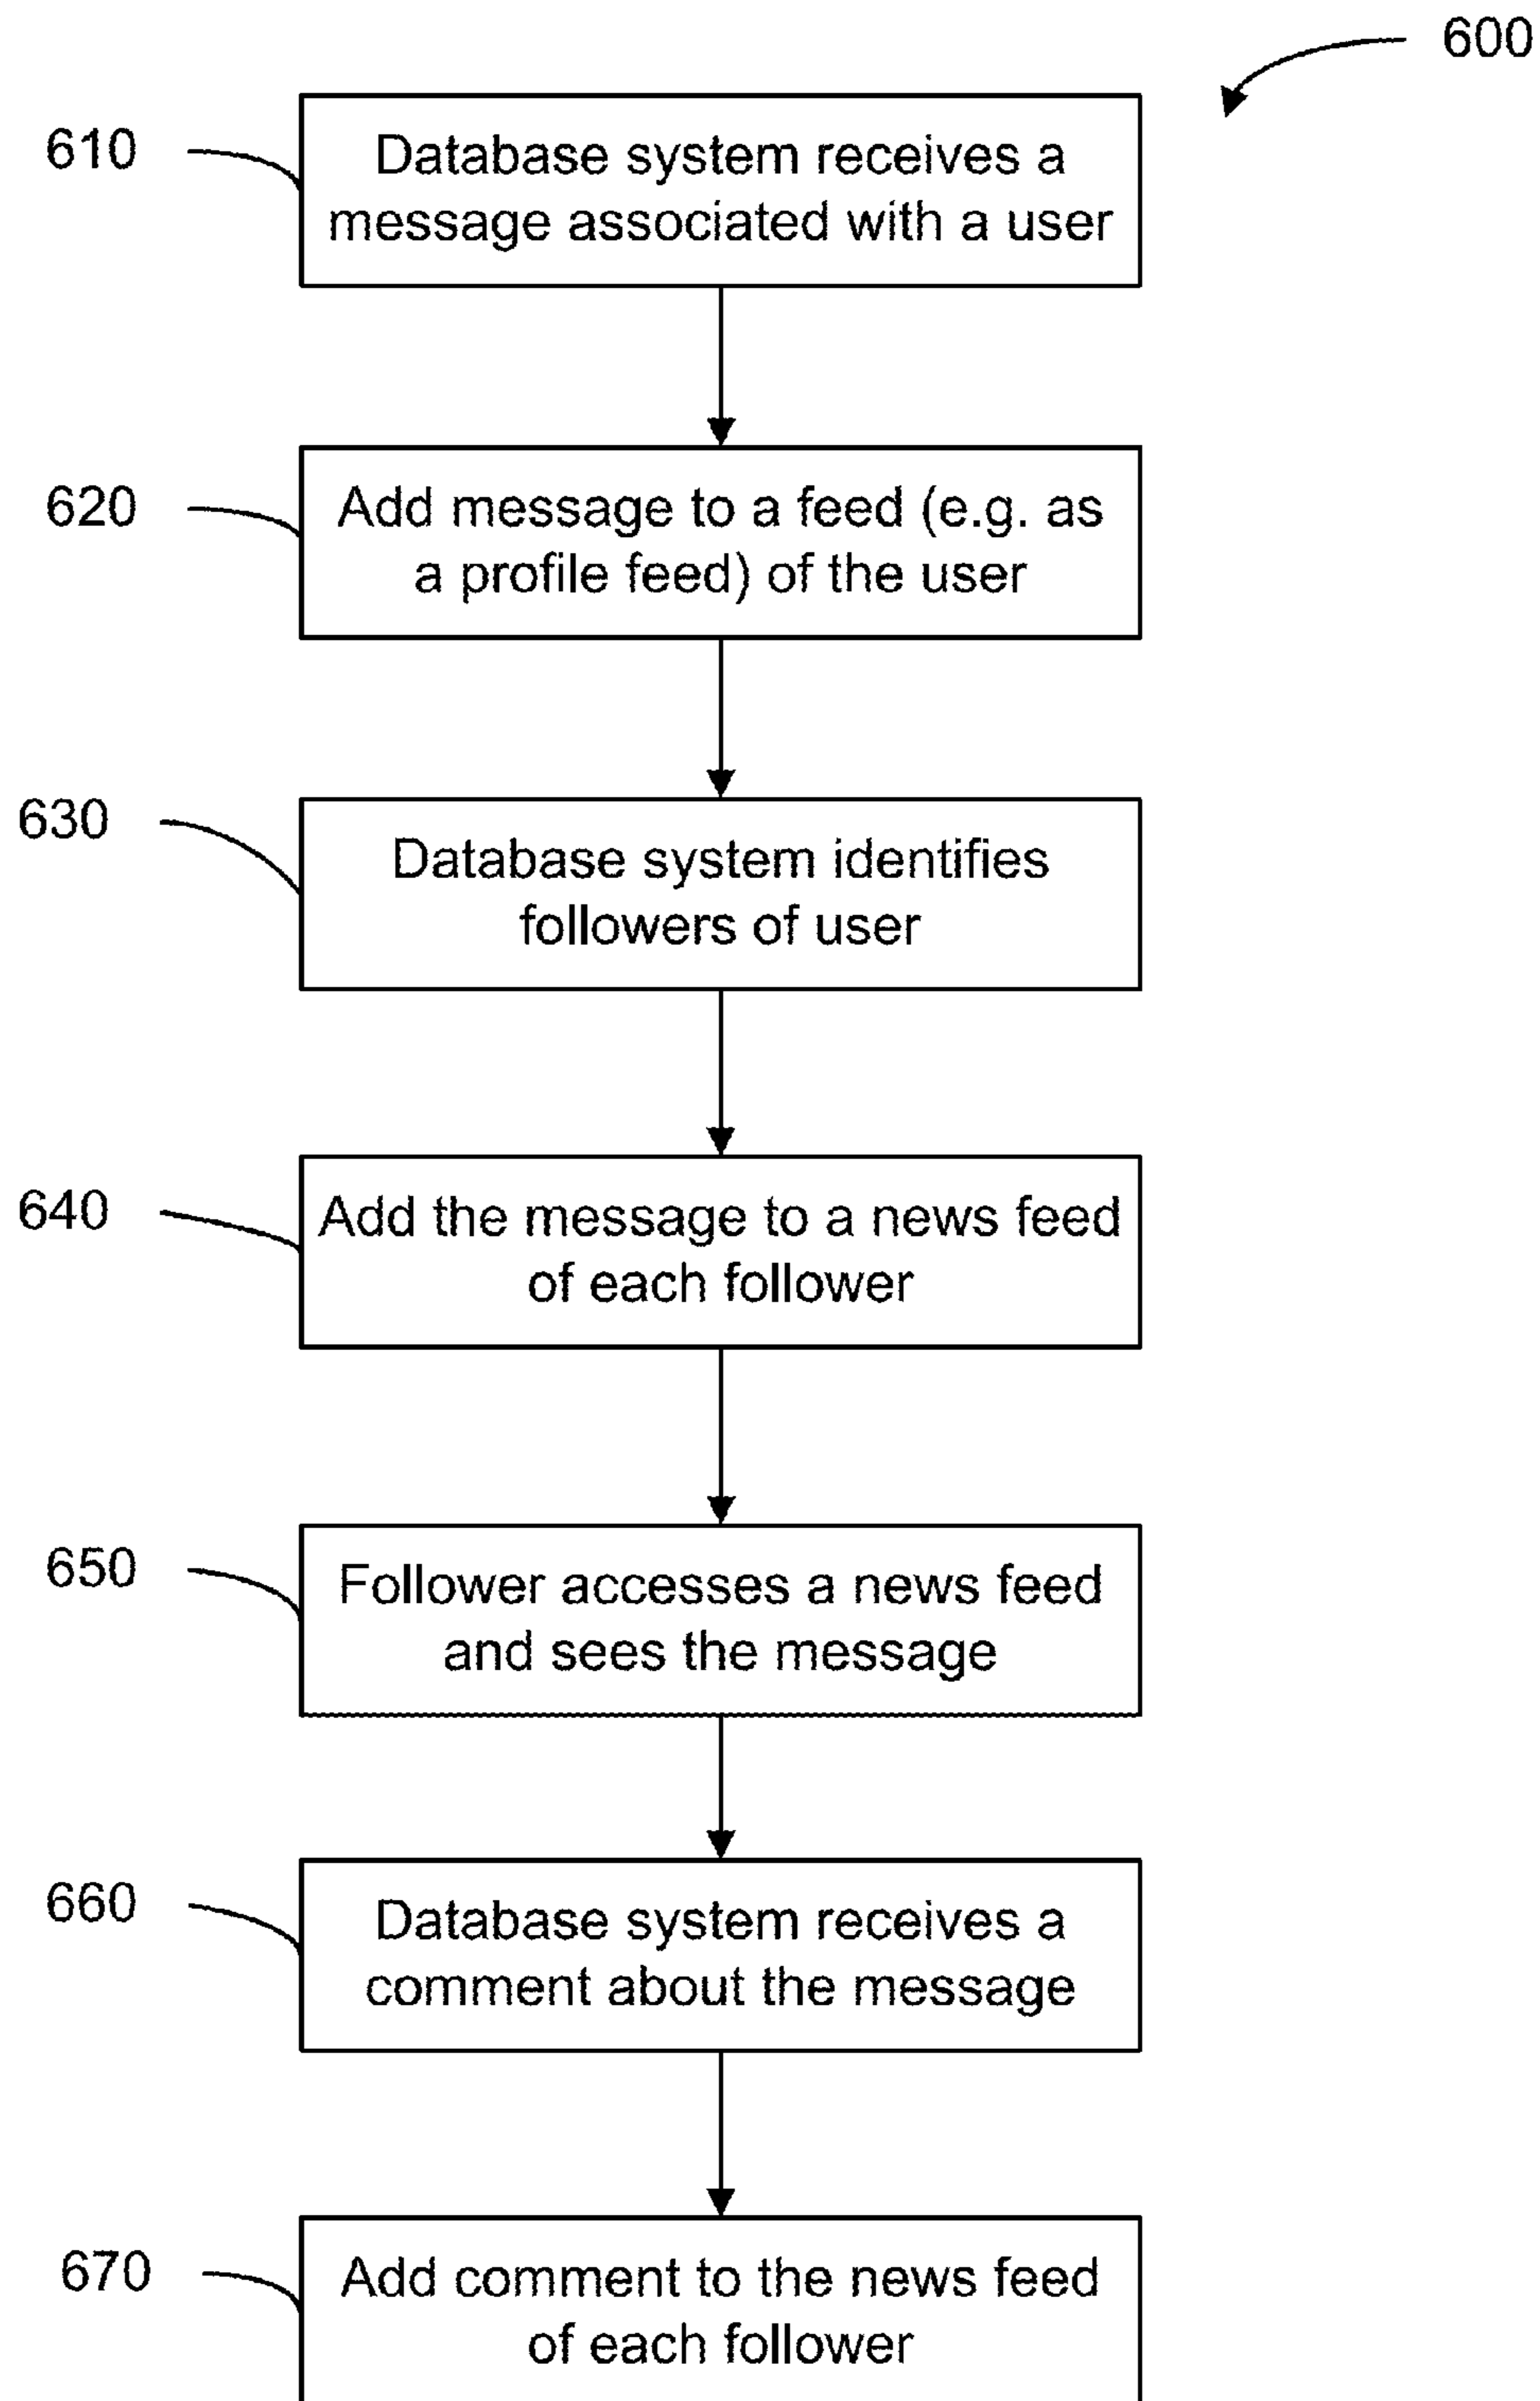 600
610
Database system receives a
message associated with a user
620
Add message to a feed (e.g. as
a profile feed) of the user
630
Database system identifies
followers of user
640
Add the message to a news feed
of each follower
650
Follower accesses a news feed
and sees the message
660
Database system receives a
comment about the message
670
Add comment to the news feed
of each follower